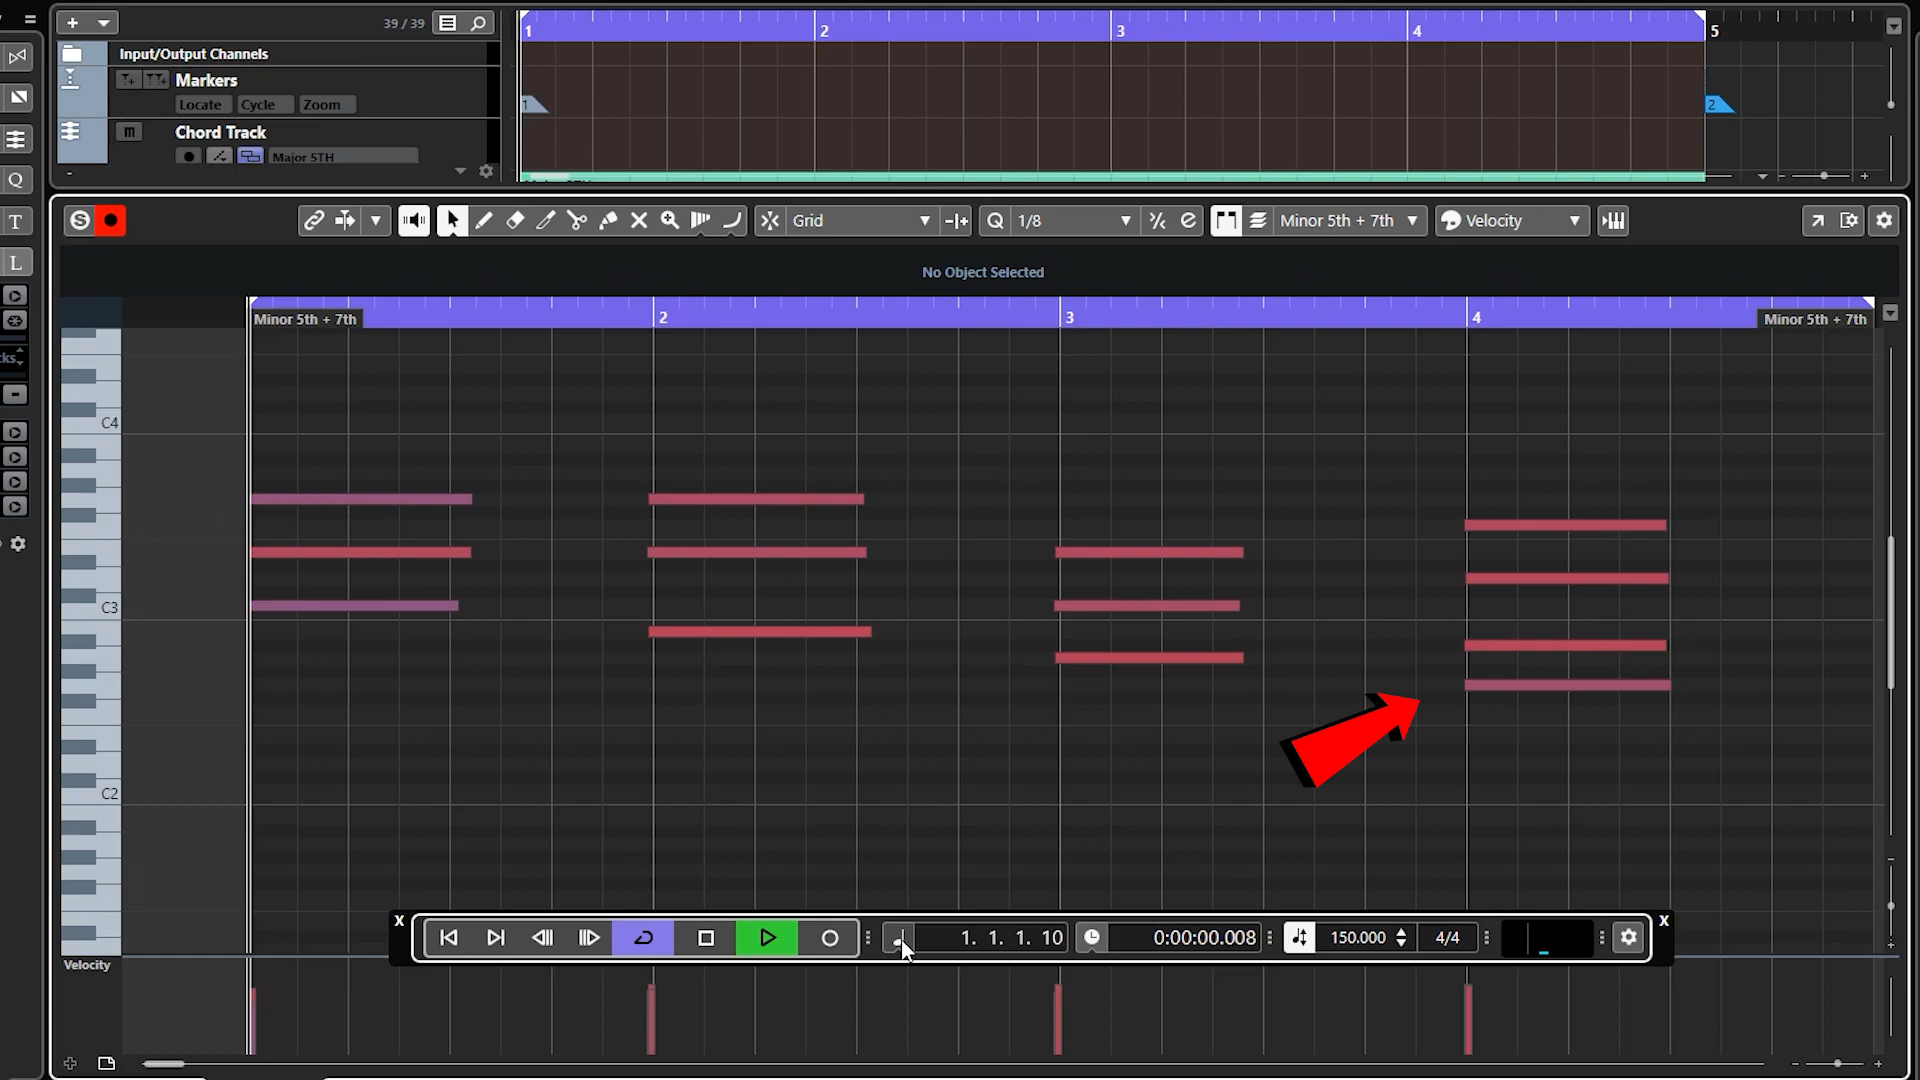 39 / 39
Input/Output Channels
Markers
Locate Cycle Zoom
m Chord Track
Major 5TH
1 2 3 4 5
1 2
Q
T
L
S
Grid
Q 1/8
Minor 5th + 7th
Velocity
No Object Selected
Minor 5th + 7th 2 3 4 Minor 5th + 7th
C4
C3
C2
x x
1. 1. 1. 10 0:00:00.008 150.000 4/4
Velocity